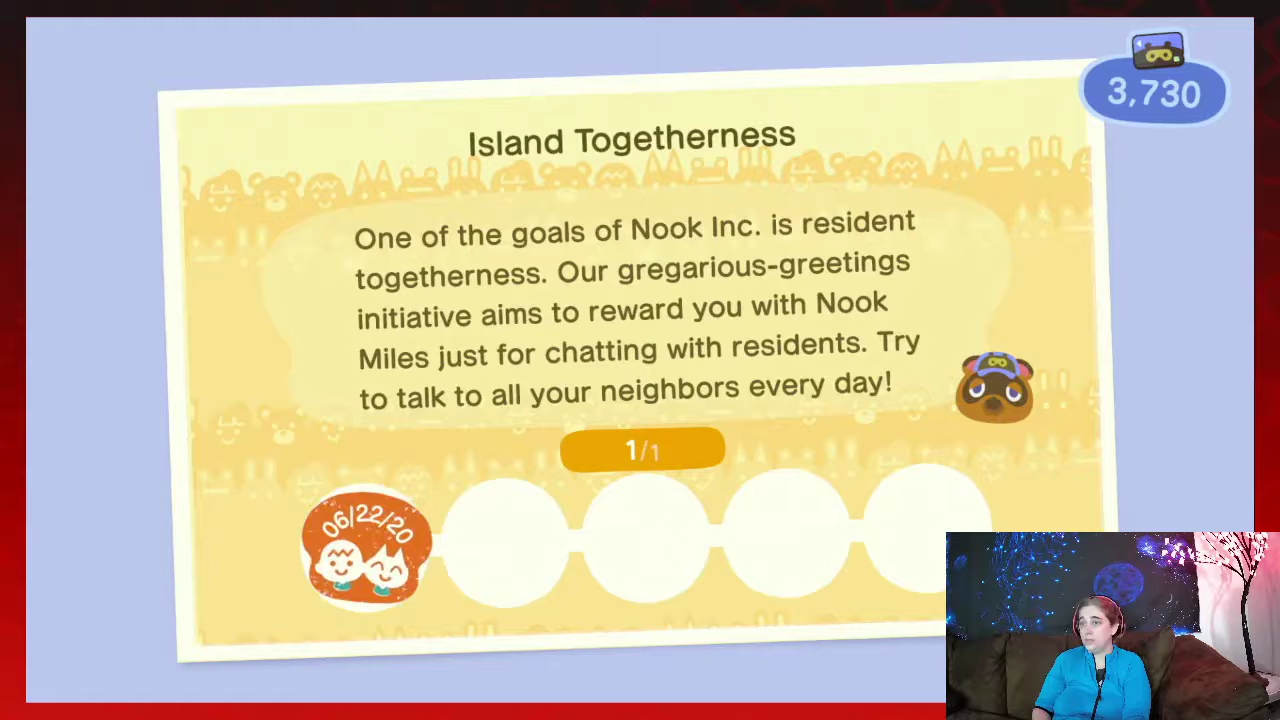 3,730
Island Togetherness
One of the goals of Nook Inc. is resident
togetherness. Our gregarious-greetings
initiative aims to reward you with Nook
Miles just for chatting with residents. Try
to talk to all your neighbors every day!
1/1
06/22/20